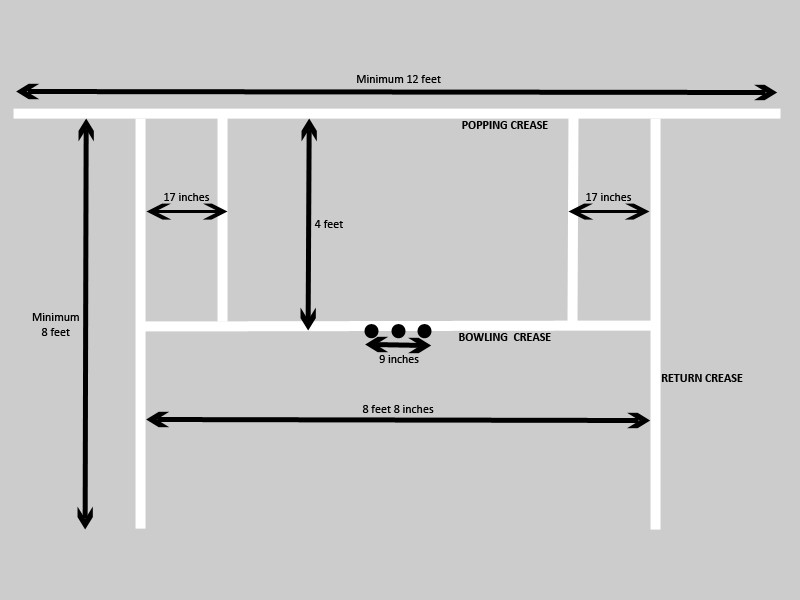 Minimum 12 feet
POPPING CREASE
17 inches
17 inches
4 feet
Minimum
8 feet
BOWLING CREASE
9 inches
RETURN CREASE
8 feet 8 inches